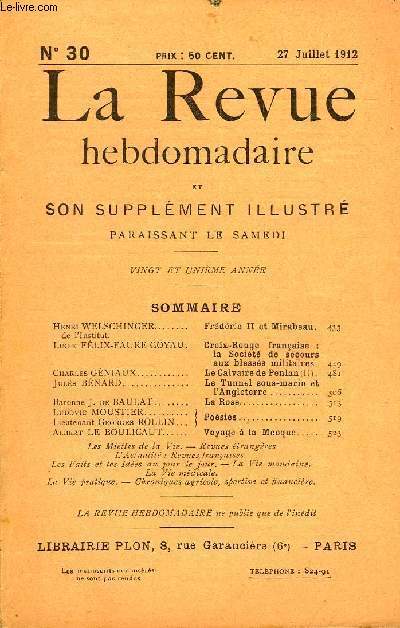 N° 30 PRIX : 50 CENT. 27 Juillet 1912
La Revue
hebdomadaire
ET
SON SUPPLÉMENT ILLUSTRÉ
PARAISSANT LE SAMEDI
VINGT ET UNIÈME ANNÉE
SOMMAIRE
HENRI WELSCHINGER....... Frédéric II et Mirabeau. 433
de l'Institut.
LUCIE FÉLIX-FAURE GOYAU. Croix-Rouge française :
la Société de secours
aux blessés militaires.
CHARLES GÉNIAUX............ Le Calvaire de Penlan (II). 481
JULES BÉNARD.............. Le Tunnel sous-marin et
l'Angleterre........... 506
Baronne J. DE BAULAT....... La Rose..............
LUDOVIC MOUSTIER.........
Lieutenant GEORGES ROLLIN... } Poésies............... 519
ALBERT LE BOULICAUT.... Voyage à la Mecque..... 523
Les Miettes de la Vie. — Revues étrangères
L'Actualité : Revues françaises
Les Faits et les Idées au jour le jour. — La Vie mondaine.
La Vie médicale.
La Vie pratique. — Chroniques agricole, sportive et financière.
LA REVUE HEBDOMADAIRE ne publie que de l'inédit
LIBRAIRIE PLON, 8, rue Garancière (6e) — PARIS
Les manuscrits non insérés TÉLÉPHONE : 824-91
ne sont pas rendus